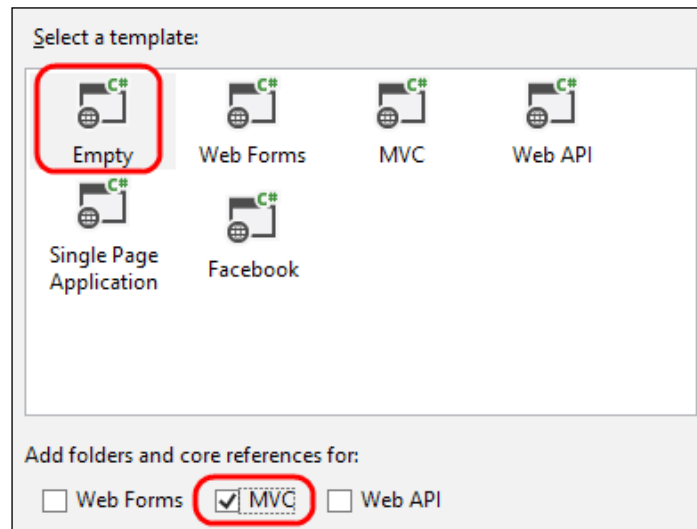 Select a template:
C# C# C# C#
Empty Web Forms MVC Web API
C# C#
Single Page
Application
Facebook
Add folders and core references for:
Web Forms MVC Web API